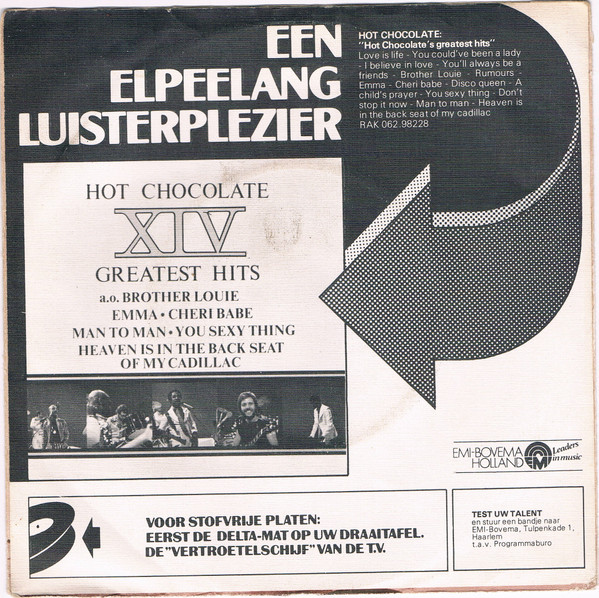 EEN
ELPEELANG
LUISTERPLEZIER
HOT CHOCOLATE:
"Hot Chocolate's greatest hits"
Love is life - You could've been a lady
- I believe in love - You'll always be a
friends - Brother Louie - Rumours -
Emma - Cheri babe - Disco queen - A
child's prayer - You sexy thing - Don't
stop it now - Man to man - Heaven is
in the back seat of my cadillac
RAK 062.98228
HOT CHOCOLATE
XIV
GREATEST HITS
a.o. BROTHER LOUIE
EMMA • CHERI BABE
MAN TO MAN • YOU SEXY THING
HEAVEN IS IN THE BACK SEAT
OF MY CADILLAC
EMI-BOVEMA
HOLLAND
Leaders
in music
VOOR STOFVRIJE PLATEN:
EERST DE DELTA-MAT OP UW DRAAITAFEL.
DE "VERTROETELSCHIJF" VAN DE T.V.
TEST UW TALENT
en stuur een bandje naar
EMI-Bovema, Tulpenkade 1,
Haarlem
t.a.v. Programmaburo